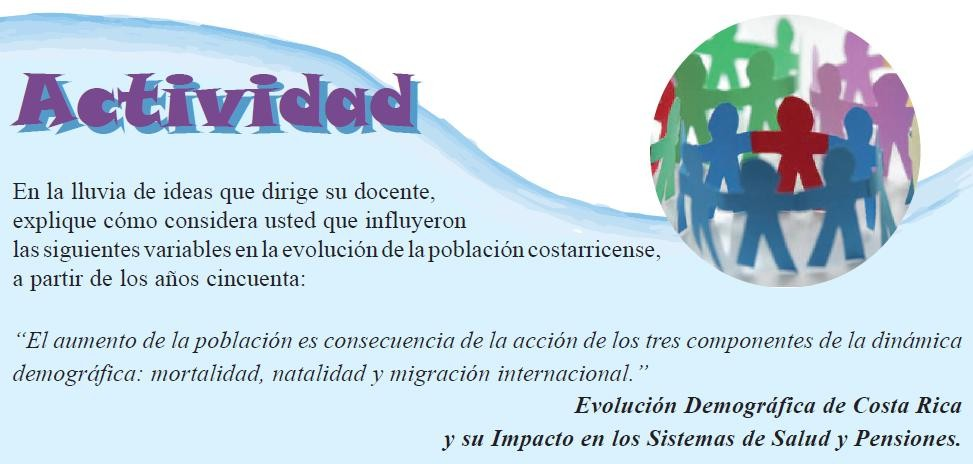 Actividad
En la lluvia de ideas que dirige su docente,
explique cómo considera usted que influyeron
las siguientes variables en la evolución de la población costarricense,
a partir de los años cincuenta:
“El aumento de la población es consecuencia de la acción de los tres componentes de la dinámica
demográfica: mortalidad, natalidad y migración internacional.”
Evolución Demográfica de Costa Rica
y su Impacto en los Sistemas de Salud y Pensiones.